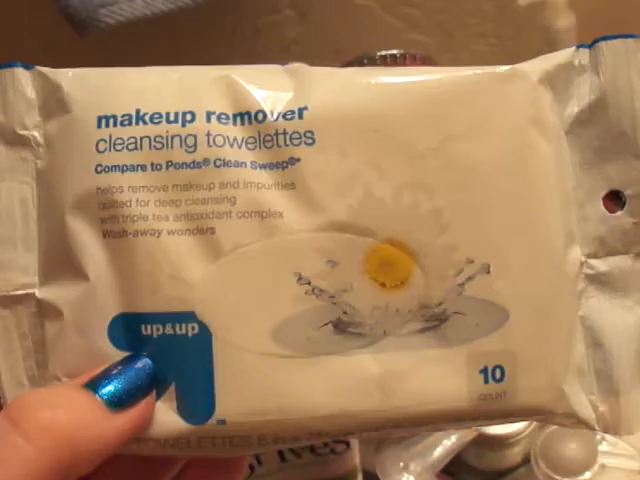 makeup remover
cleansing towelettes
Compare to Ponds® Clean Sweep®*
helps remove makeup and impurities
quilted for deep cleansing
with triple tea antioxidant complex
Wash-away wonders
up&up
10
COUNT
TOWELETTES